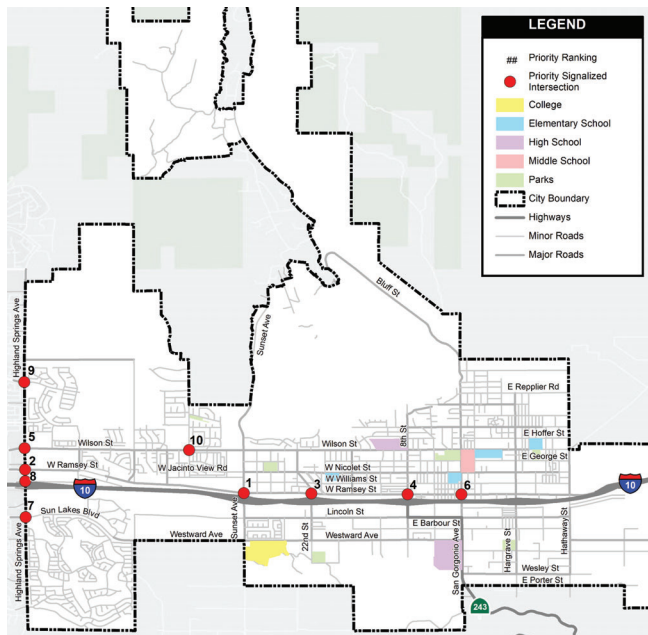 LEGEND
## Priority Ranking
Priority Signalized
Intersection
College
Elementary School
High School
Middle School
Parks
City Boundary
Highways
Minor Roads
Major Roads
Bluff St
Sunset Ave
Highland Springs Ave
9
E Repplier Rd
8th St
E Hoffer St
5
Wilson St
10
Wilson St
E George St
2
W Ramsey St
W Jacinto View Rd
W Nicolet St
W Williams St
8
10
1
3
W Ramsey St
4
6
10
7
Sun Lakes Blvd
Lincoln St
Sunset Ave
E Barbour St
Westward Ave
22nd St
Westward Ave
San Gorgonio Ave
Hargrave St
Hathaway St
Highland Springs Ave
Wesley St
E Porter St
243